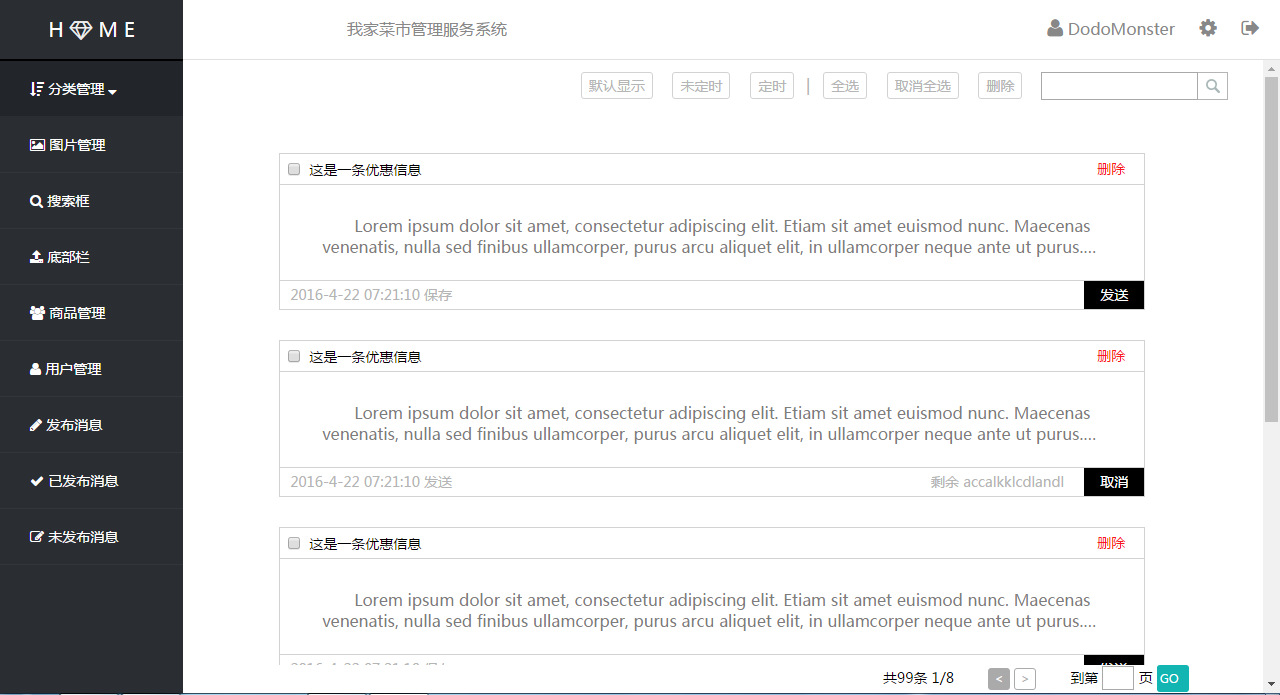 H ME
我家菜市管理服务系统
DodoMonster
分类管理
图片管理
搜索框
底部栏
商品管理
用户管理
发布消息
已发布消息
未发布消息
默认显示 未定时 定时 | 全选 取消全选 删除
这是一条优惠信息 删除
Lorem ipsum dolor sit amet, consectetur adipiscing elit. Etiam sit amet euismod nunc. Maecenas
venenatis, nulla sed finibus ullamcorper, purus arcu aliquet elit, in ullamcorper neque ante ut purus....
2016-4-22 07:21:10 保存 发送
这是一条优惠信息 删除
Lorem ipsum dolor sit amet, consectetur adipiscing elit. Etiam sit amet euismod nunc. Maecenas
venenatis, nulla sed finibus ullamcorper, purus arcu aliquet elit, in ullamcorper neque ante ut purus....
2016-4-22 07:21:10 发送 剩余 accalkklcdlandl 取消
这是一条优惠信息 删除
Lorem ipsum dolor sit amet, consectetur adipiscing elit. Etiam sit amet euismod nunc. Maecenas
venenatis, nulla sed finibus ullamcorper, purus arcu aliquet elit, in ullamcorper neque ante ut purus....
共99条 1/8 < > 到第 页 GO